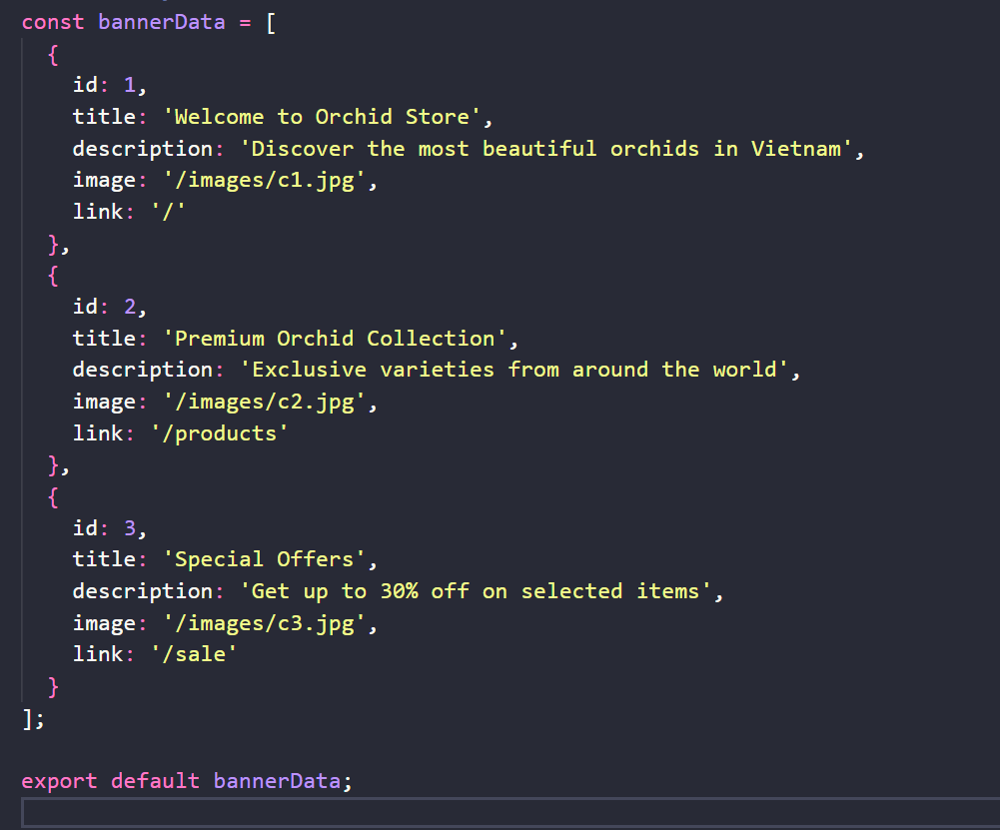 const bannerData = [
  {
    id: 1,
    title: 'Welcome to Orchid Store',
    description: 'Discover the most beautiful orchids in Vietnam',
    image: '/images/c1.jpg',
    link: '/'
  },
  {
    id: 2,
    title: 'Premium Orchid Collection',
    description: 'Exclusive varieties from around the world',
    image: '/images/c2.jpg',
    link: '/products'
  },
  {
    id: 3,
    title: 'Special Offers',
    description: 'Get up to 30% off on selected items',
    image: '/images/c3.jpg',
    link: '/sale'
  }
];

export default bannerData;